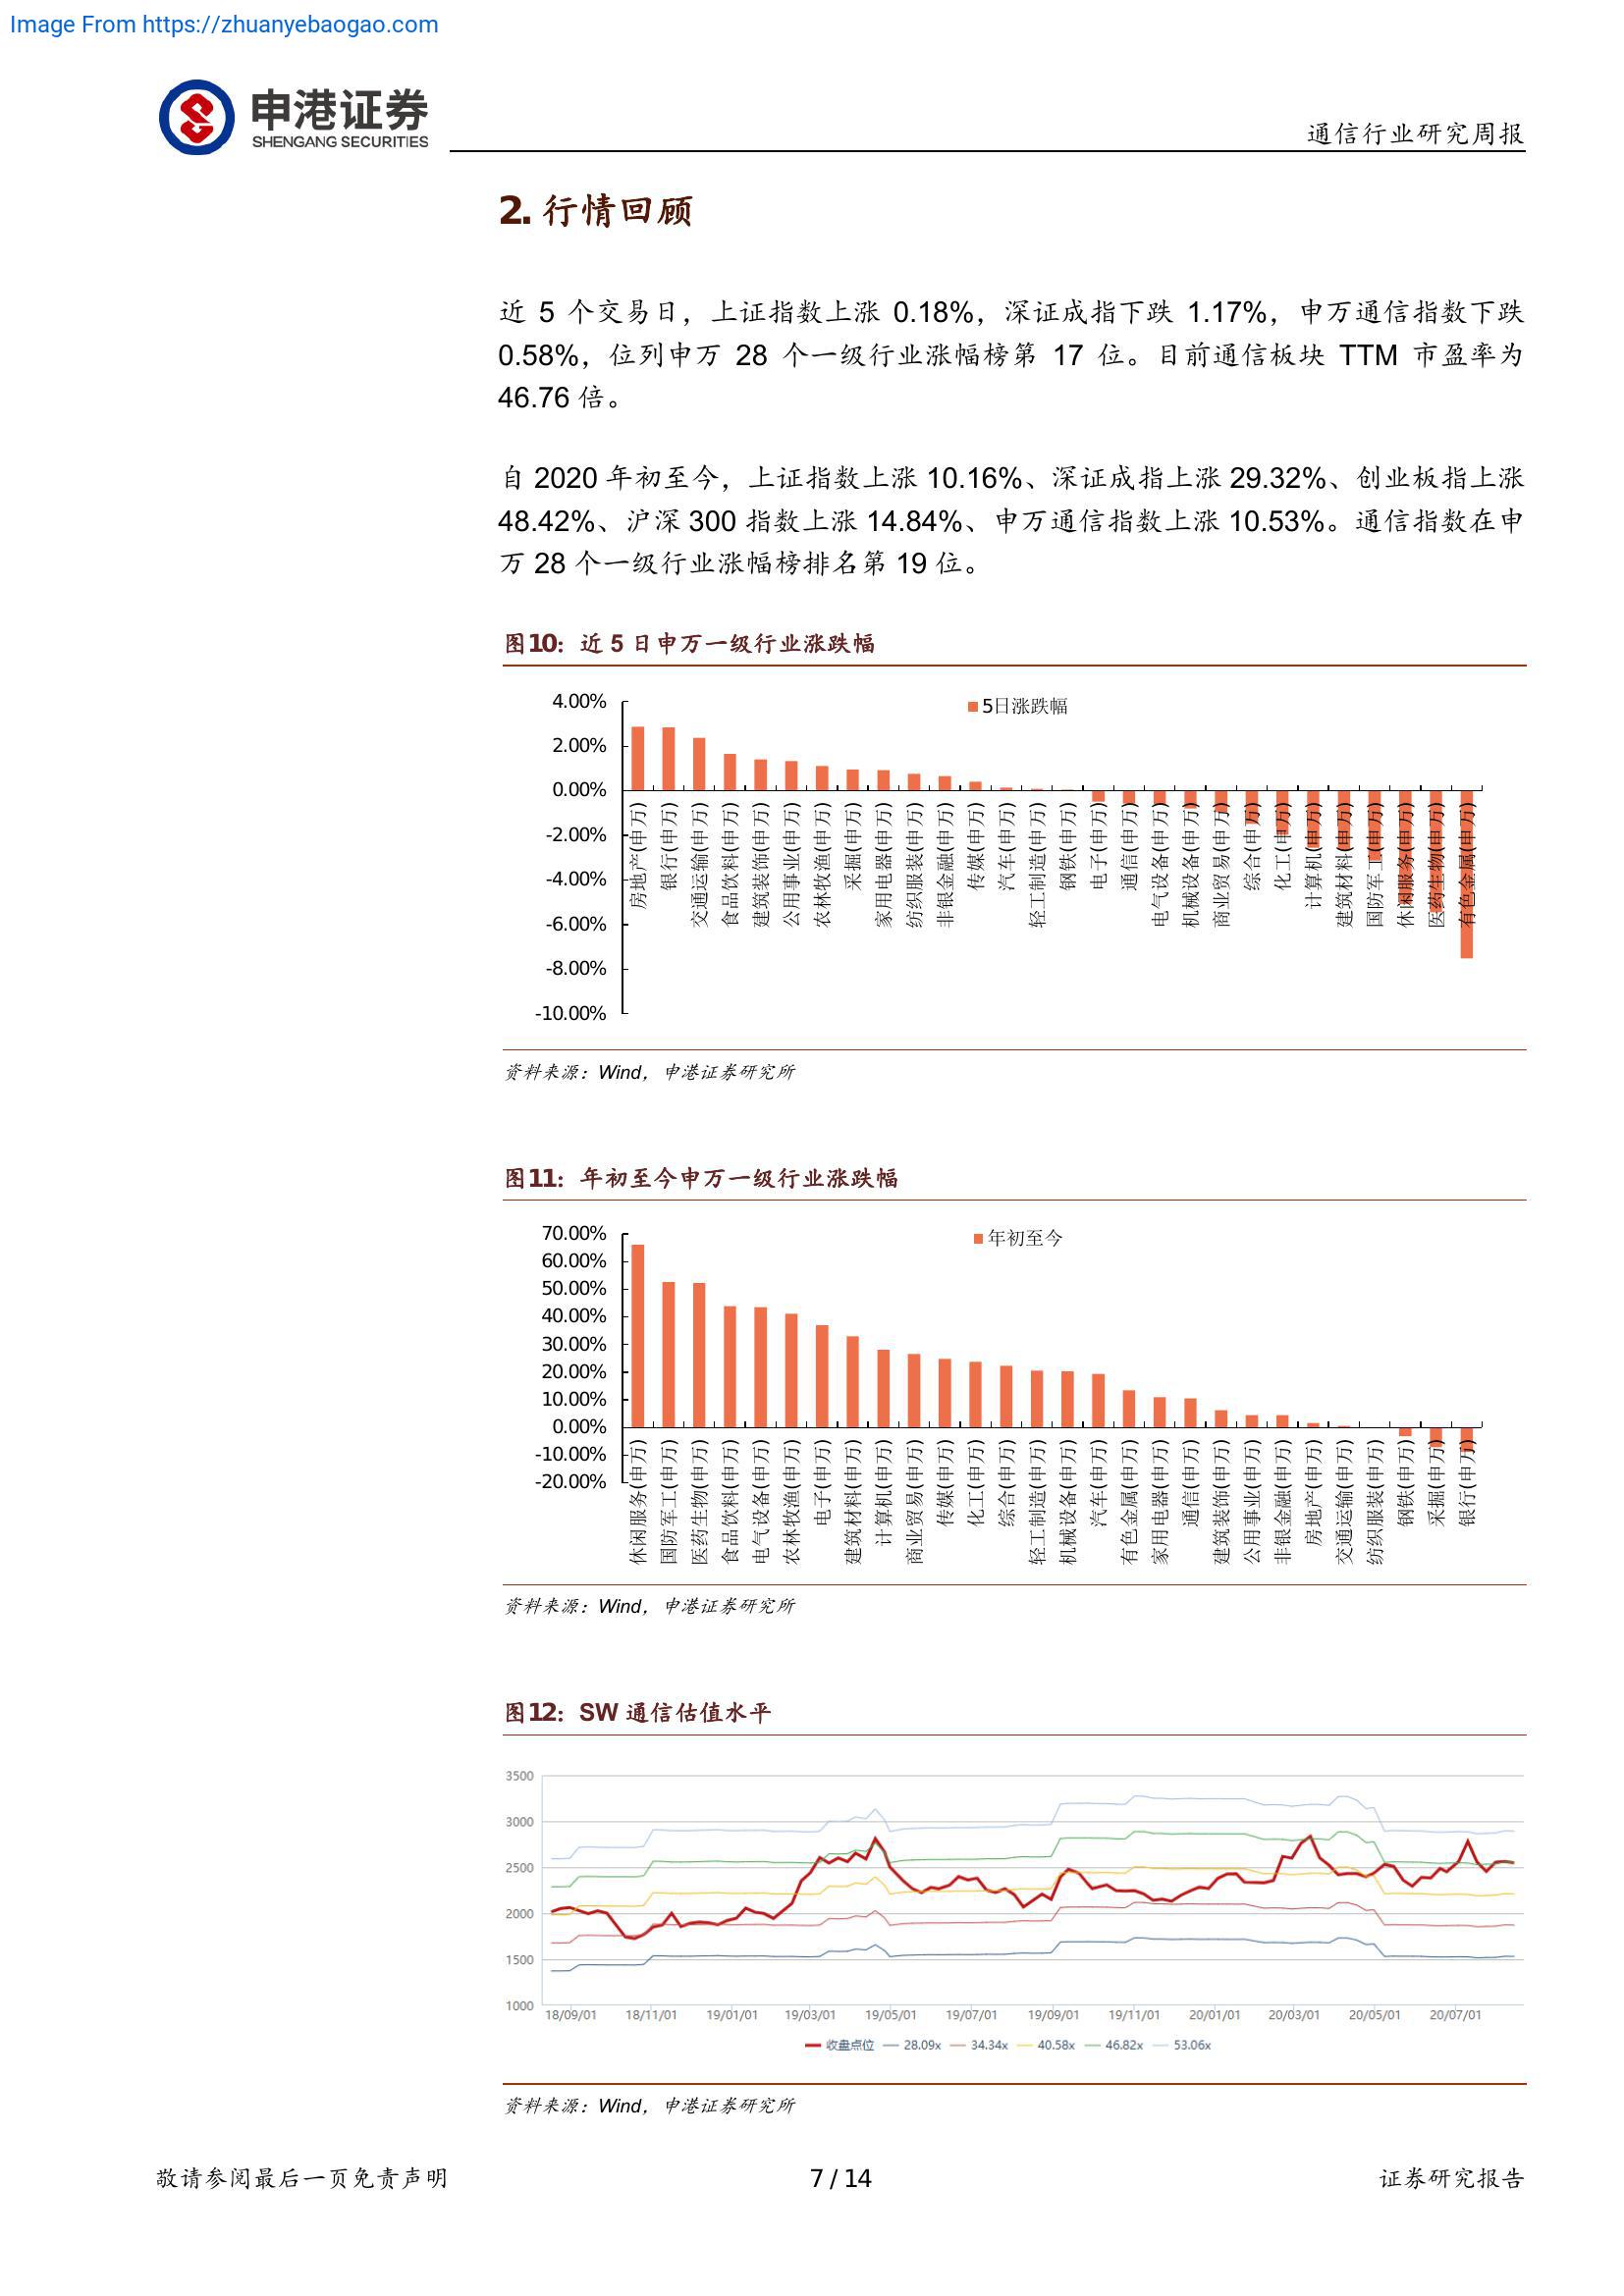 Image From https://zhuanyebaogao.com
申港证券
SHENGANG SECURITIES
通信行业研究周报
2. 行情回顾
近 5 个交易日，上证指数上涨 0.18%，深证成指下跌 1.17%，申万通信指数下跌
0.58%，位列申万 28 个一级行业涨幅榜第 17 位。目前通信板块 TTM 市盈率为
46.76 倍。
自 2020 年初至今，上证指数上涨 10.16%、深证成指上涨 29.32%、创业板指上涨
48.42%、沪深 300 指数上涨 14.84%、申万通信指数上涨 10.53%。通信指数在申
万 28 个一级行业涨幅榜排名第 19 位。
图10：近 5 日申万一级行业涨跌幅
5日涨跌幅
4.00%
2.00%
0.00%
-2.00%
-4.00%
-6.00%
-8.00%
-10.00%
房地产(申万)
银行(申万)
交通运输(申万)
食品饮料(申万)
建筑装饰(申万)
公用事业(申万)
农林牧渔(申万)
采掘(申万)
家用电器(申万)
纺织服装(申万)
非银金融(申万)
传媒(申万)
汽车(申万)
轻工制造(申万)
钢铁(申万)
电子(申万)
通信(申万)
电气设备(申万)
机械设备(申万)
商业贸易(申万)
综合(申万)
化工(申万)
计算机(申万)
建筑材料(申万)
国防军工(申万)
休闲服务(申万)
医药生物(申万)
有色金属(申万)
资料来源：Wind，申港证券研究所
图11：年初至今申万一级行业涨跌幅
年初至今
70.00%
60.00%
50.00%
40.00%
30.00%
20.00%
10.00%
0.00%
-10.00%
-20.00%
休闲服务(申万)
国防军工(申万)
医药生物(申万)
食品饮料(申万)
电气设备(申万)
农林牧渔(申万)
电子(申万)
建筑材料(申万)
计算机(申万)
商业贸易(申万)
传媒(申万)
化工(申万)
综合(申万)
轻工制造(申万)
机械设备(申万)
汽车(申万)
有色金属(申万)
家用电器(申万)
通信(申万)
建筑装饰(申万)
公用事业(申万)
非银金融(申万)
房地产(申万)
交通运输(申万)
纺织服装(申万)
钢铁(申万)
采掘(申万)
银行(申万)
资料来源：Wind，申港证券研究所
图12：SW 通信估值水平
3500
3000
2500
2000
1500
1000
18/09/01 18/11/01 19/01/01 19/03/01 19/05/01 19/07/01 19/09/01 19/11/01 20/01/01 20/03/01 20/05/01 20/07/01
收盘点位 28.09x 34.34x 40.58x 46.82x 53.06x
资料来源：Wind，申港证券研究所
敬请参阅最后一页免责声明
7 / 14
证券研究报告